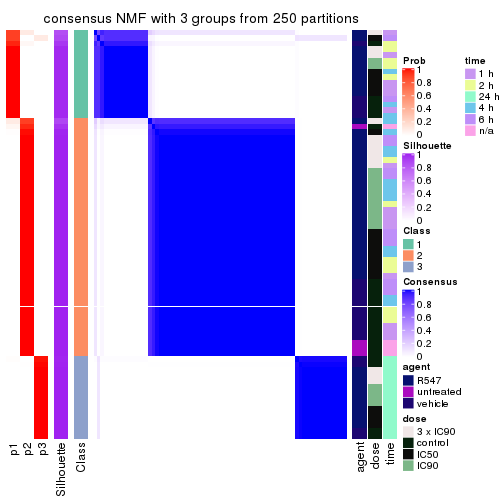 consensus NMF with 3 groups from 250 partitions
Prob
1
0.8
0.6
0.4
0.2
0
time
1 h
2 h
24 h
4 h
6 h
n/a
Silhouette
1
0.8
0.6
0.4
0.2
0
Class
1
2
3
Consensus
1
0.8
0.6
0.4
0.2
0
agent
R547
untreated
vehicle
dose
3 x IC90
control
IC50
IC90
p1
p2
p3
Silhouette
Class
agent
dose
time